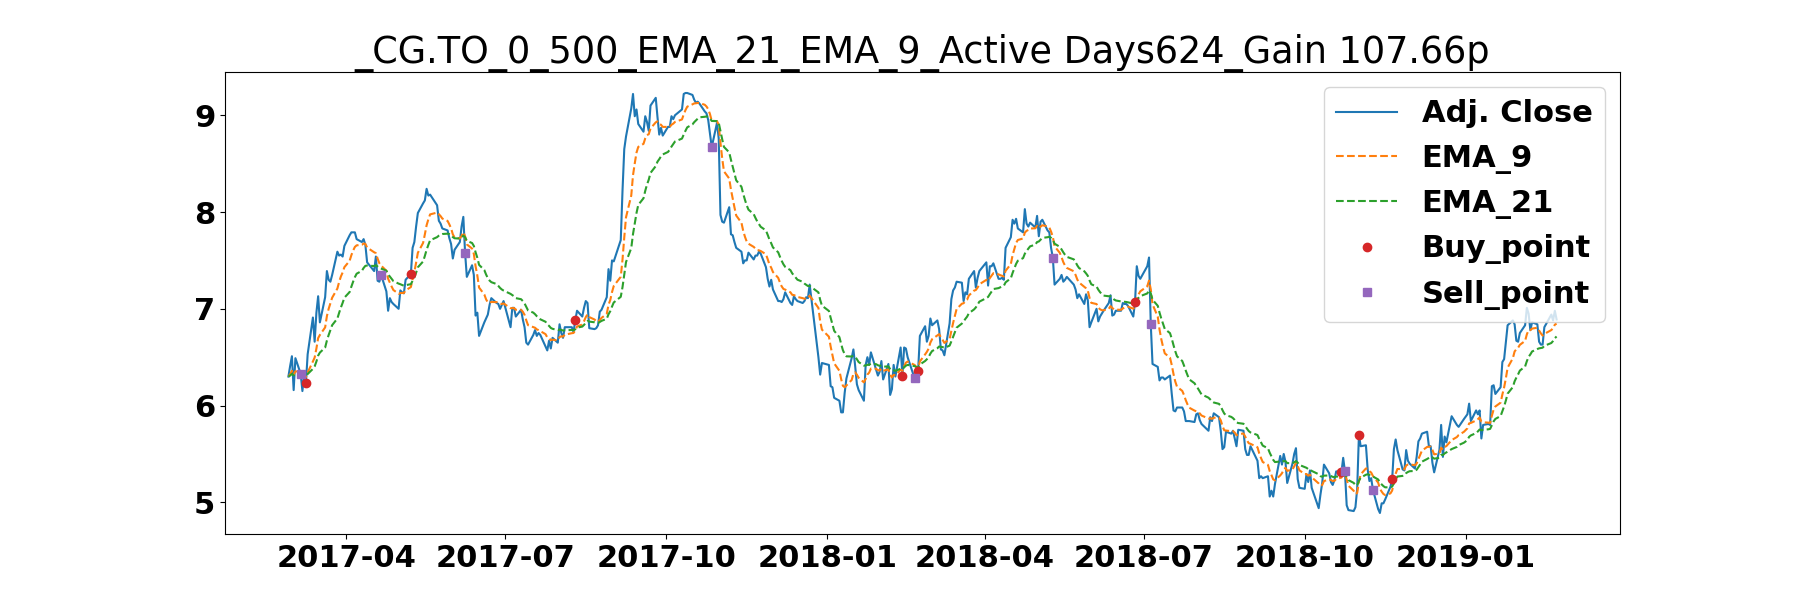 _CG.TO_0_500_EMA_21_EMA_9_Active Days624_Gain 107.66p
9
8
7
6
5
Adj. Close
EMA_9
EMA_21
Buy_point
Sell_point
2017-04 2017-07 2017-10 2018-01 2018-04 2018-07 2018-10 2019-01